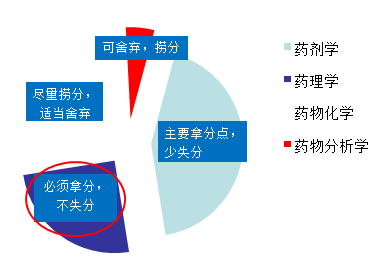 可舍弃，捞分
尽量捞分，
适当舍弃
主要拿分点，
少失分
必须拿分，
不失分
药剂学
药理学
药物化学
药物分析学